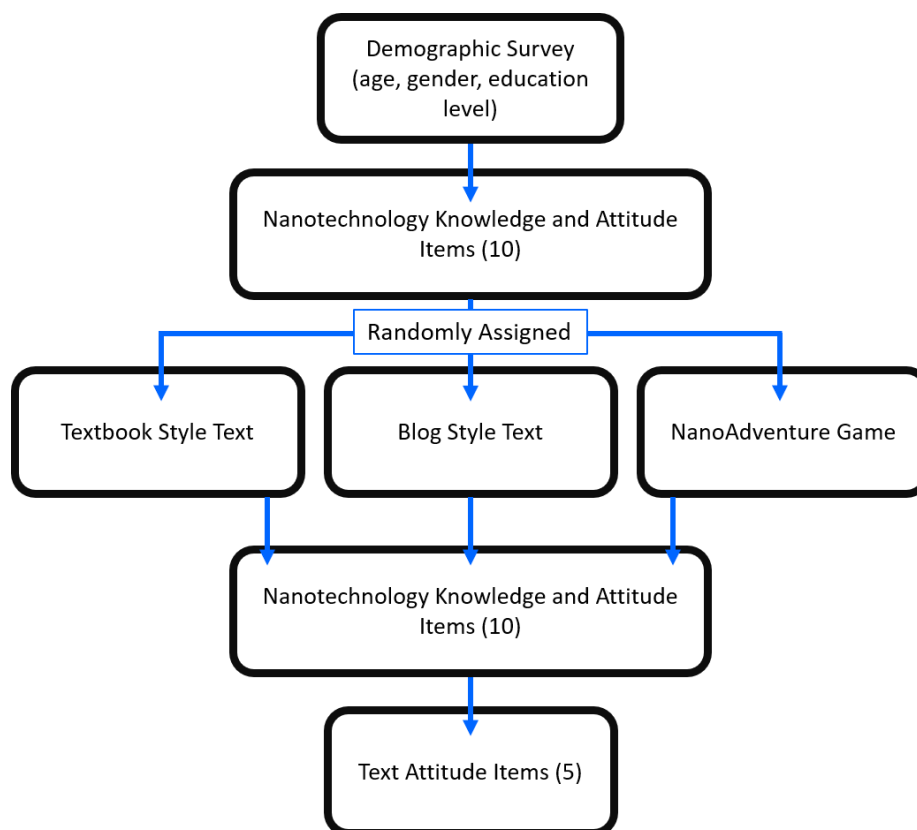 Demographic Survey
(age, gender, education
level)
Nanotechnology Knowledge and Attitude
Items (10)
Randomly Assigned
Textbook Style Text
Blog Style Text
NanoAdventure Game
Nanotechnology Knowledge and Attitude
Items (10)
Text Attitude Items (5)